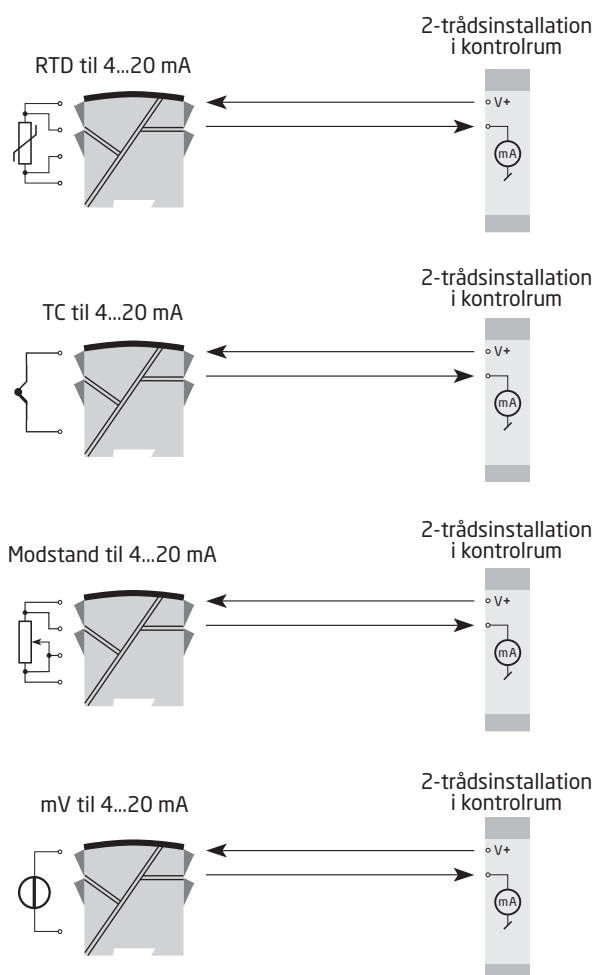 2-trådsinstallation
i kontrolrum
RTD til 4...20 mA
V+
mA
2-trådsinstallation
i kontrolrum
TC til 4...20 mA
V+
mA
2-trådsinstallation
i kontrolrum
Modstand til 4...20 mA
V+
mA
2-trådsinstallation
i kontrolrum
mV til 4...20 mA
V+
mA